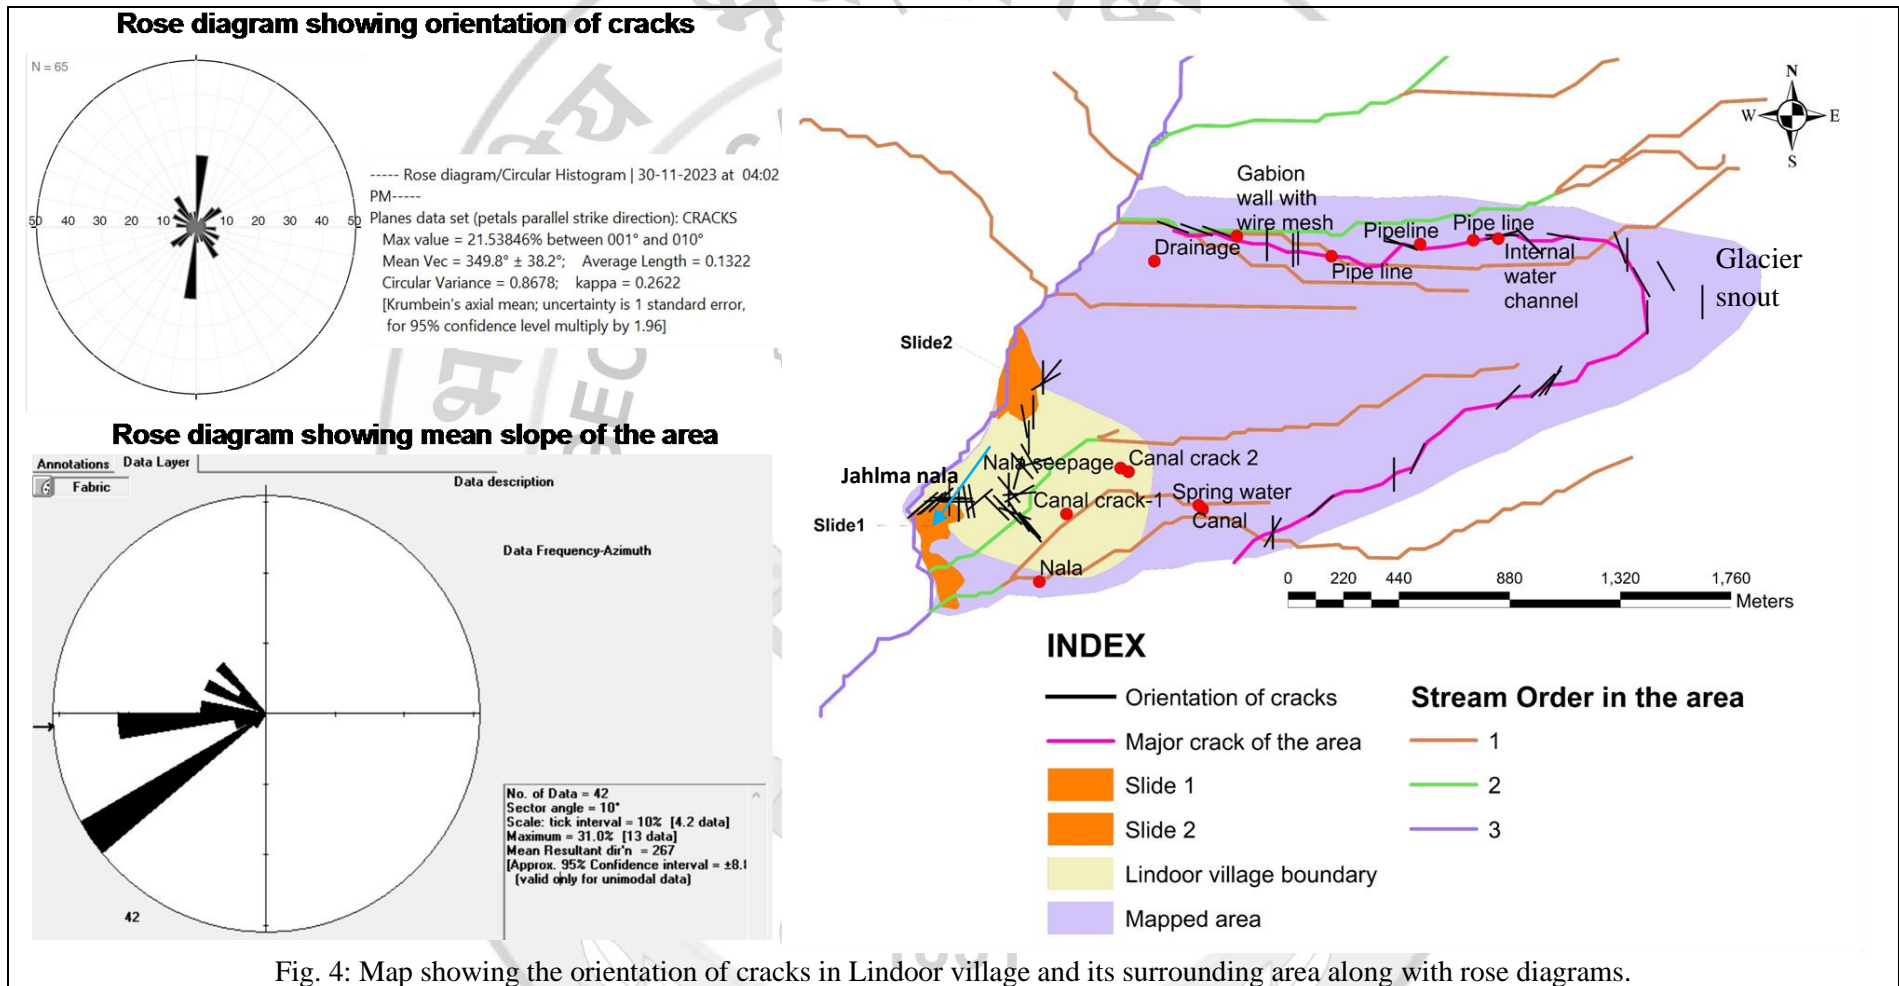 Rose diagram showing orientation of cracks
N = 65
50 40 30 20 10 10 20 30 40 50
----- Rose diagram/Circular Histogram | 30-11-2023 at 04:02
PM-----
Planes data set (petals parallel strike direction): CRACKS
Max value = 21.53846% between 001° and 010°
Mean Vec = 349.8° ± 38.2°; Average Length = 0.1322
Circular Variance = 0.8678; kappa = 0.2622
[Krumbein's axial mean; uncertainty is 1 standard error,
for 95% confidence level multiply by 1.96]
Rose diagram showing mean slope of the area
Annotations Data Layer
Fabric
Data description
Data Frequency-Azimuth
No. of Data = 42
Sector angle = 10°
Scale: tick interval = 10% [4.2 data]
Maximum = 31.0% [13 data]
Mean Resultant dir'n = 267
[Approx. 95% Confidence interval = ±8.8
(valid only for unimodal data)
42
N
W E
S
Gabion
wall with
wire mesh
Drainage
Pipe line
Pipeline
Pipe line
Internal
water
channel
Glacier
snout
Slide2
Jahlma nala
Nala seepage
Canal crack 2
Canal crack-1
Spring water
Canal
Slide1
Nala
0 220 440 880 1,320 1,760
Meters
INDEX
Orientation of cracks
Major crack of the area
Slide 1
Slide 2
Lindoor village boundary
Mapped area
Stream Order in the area
1
2
3
Fig. 4: Map showing the orientation of cracks in Lindoor village and its surrounding area along with rose diagrams.